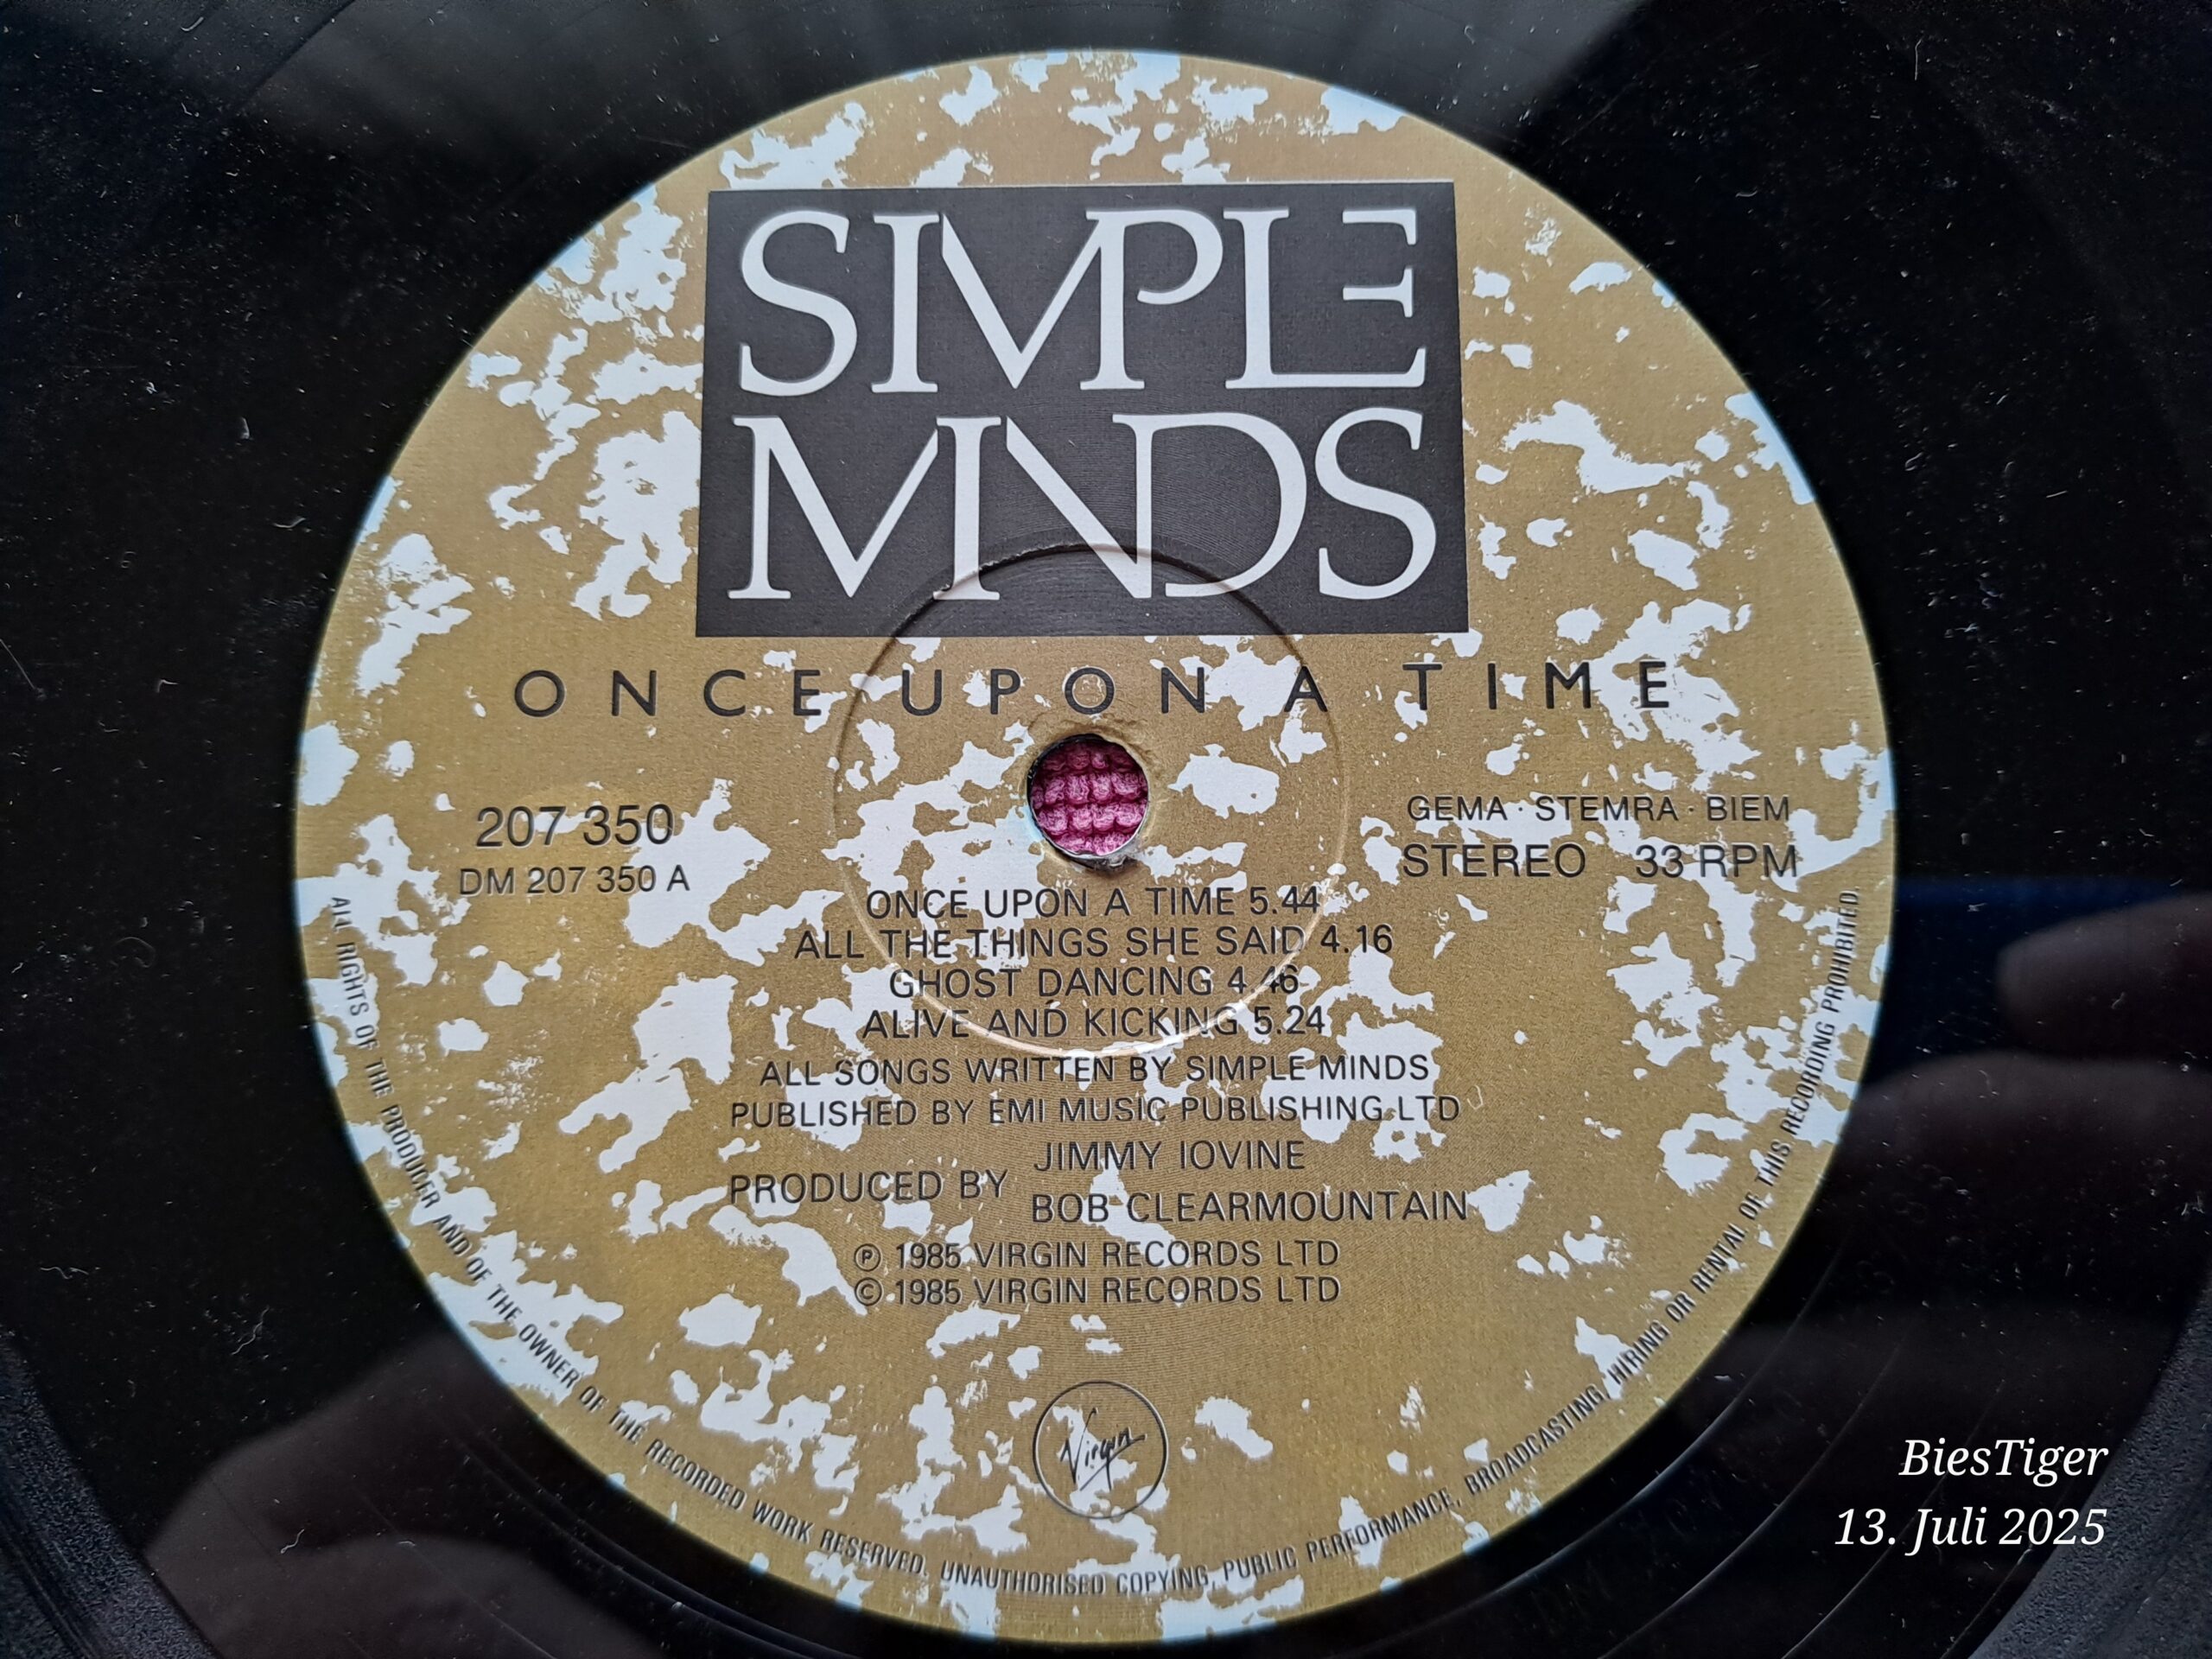 SIMPLE
MINDS
ONCE UPON A TIME
207 350
DM 207 350 A
GEMA · STEMRA · BIEM
STEREO 33 RPM
ONCE UPON A TIME 5.44
ALL THE THINGS SHE SAID 4.16
GHOST DANCING 4.46
ALIVE AND KICKING 5.24
ALL SONGS WRITTEN BY SIMPLE MINDS
PUBLISHED BY EMI MUSIC PUBLISHING LTD
PRODUCED BY JIMMY IOVINE
BOB CLEARMOUNTAIN
℗ 1985 VIRGIN RECORDS LTD
© 1985 VIRGIN RECORDS LTD
Virgin
ALL RIGHTS OF THE PRODUCER AND OF THE OWNER OF THE RECORDED WORK RESERVED. UNAUTHORISED COPYING, PUBLIC PERFORMANCE, BROADCASTING, HIRING OR RENTAL OF THIS RECORDING PROHIBITED.
BiesTiger
13. Juli 2025